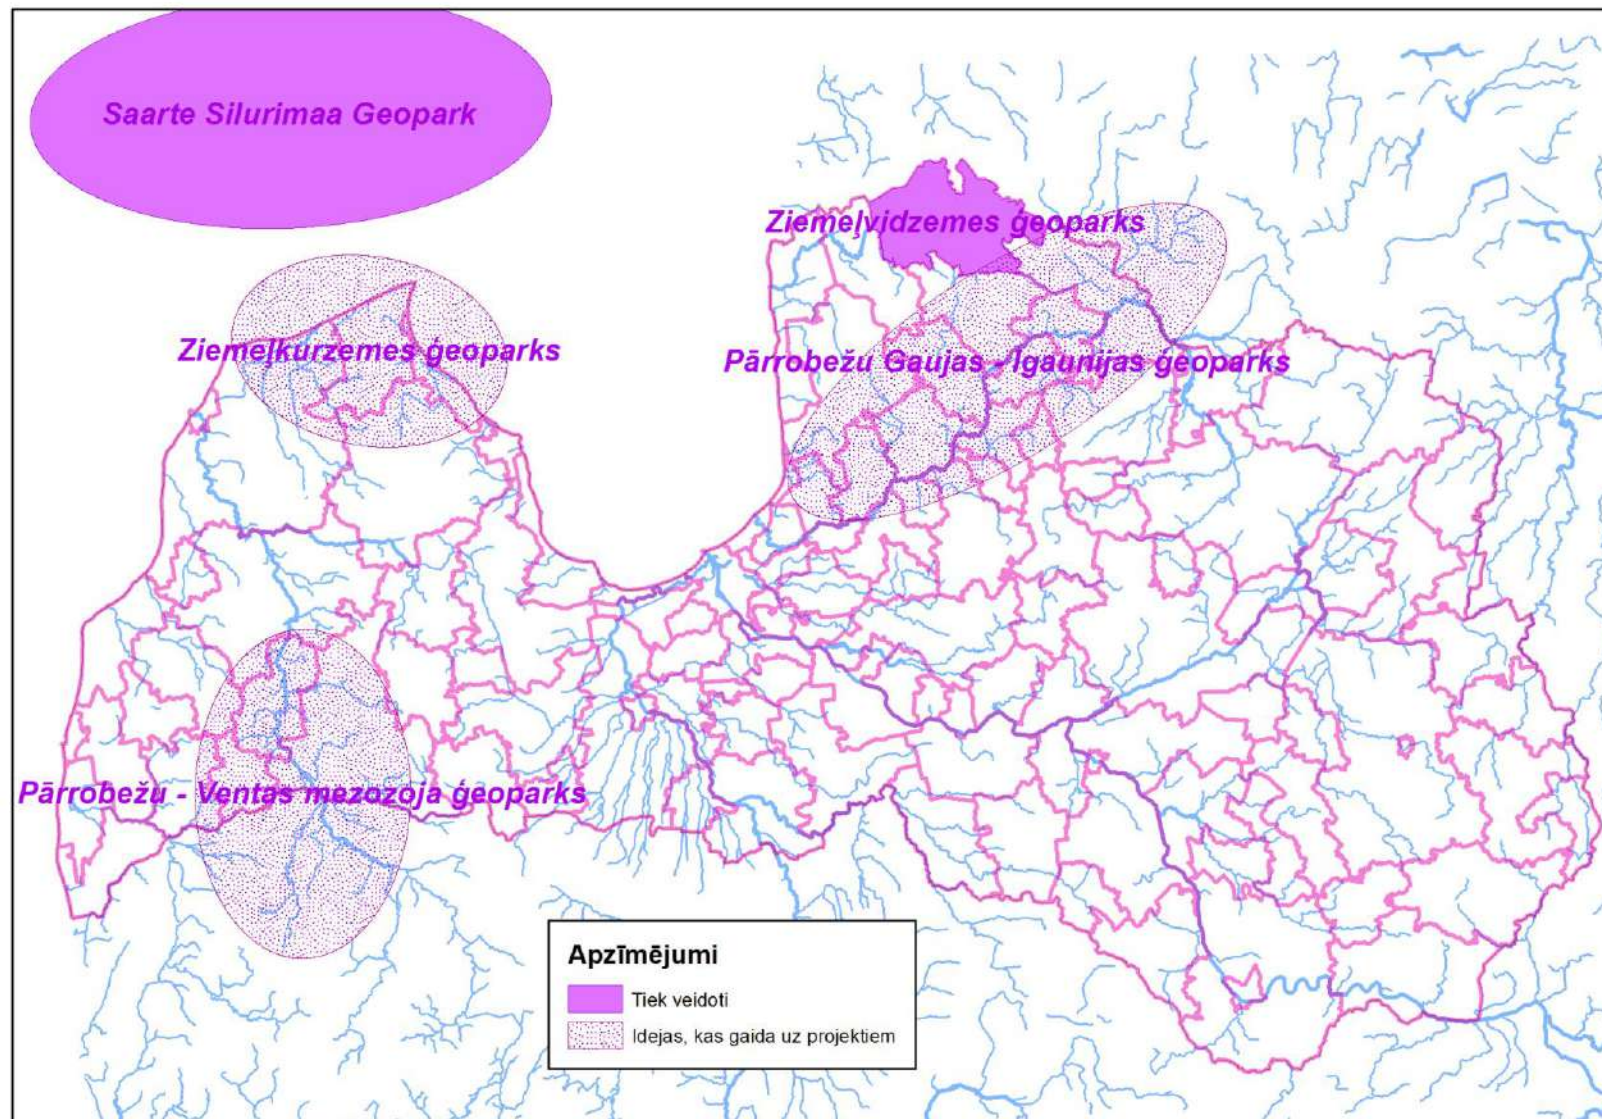 Saarte Silurimaa Geopark
Ziemeļvidzemes ģeoparks
Ziemeļkurzemes ģeoparks
Pārrobežu Gaujas - Igaunijas ģeoparks
Pārrobežu - Ventas mezozoja ģeoparks
Apzīmējumi
Tiek veidoti
Idejas, kas gaida uz projektiem